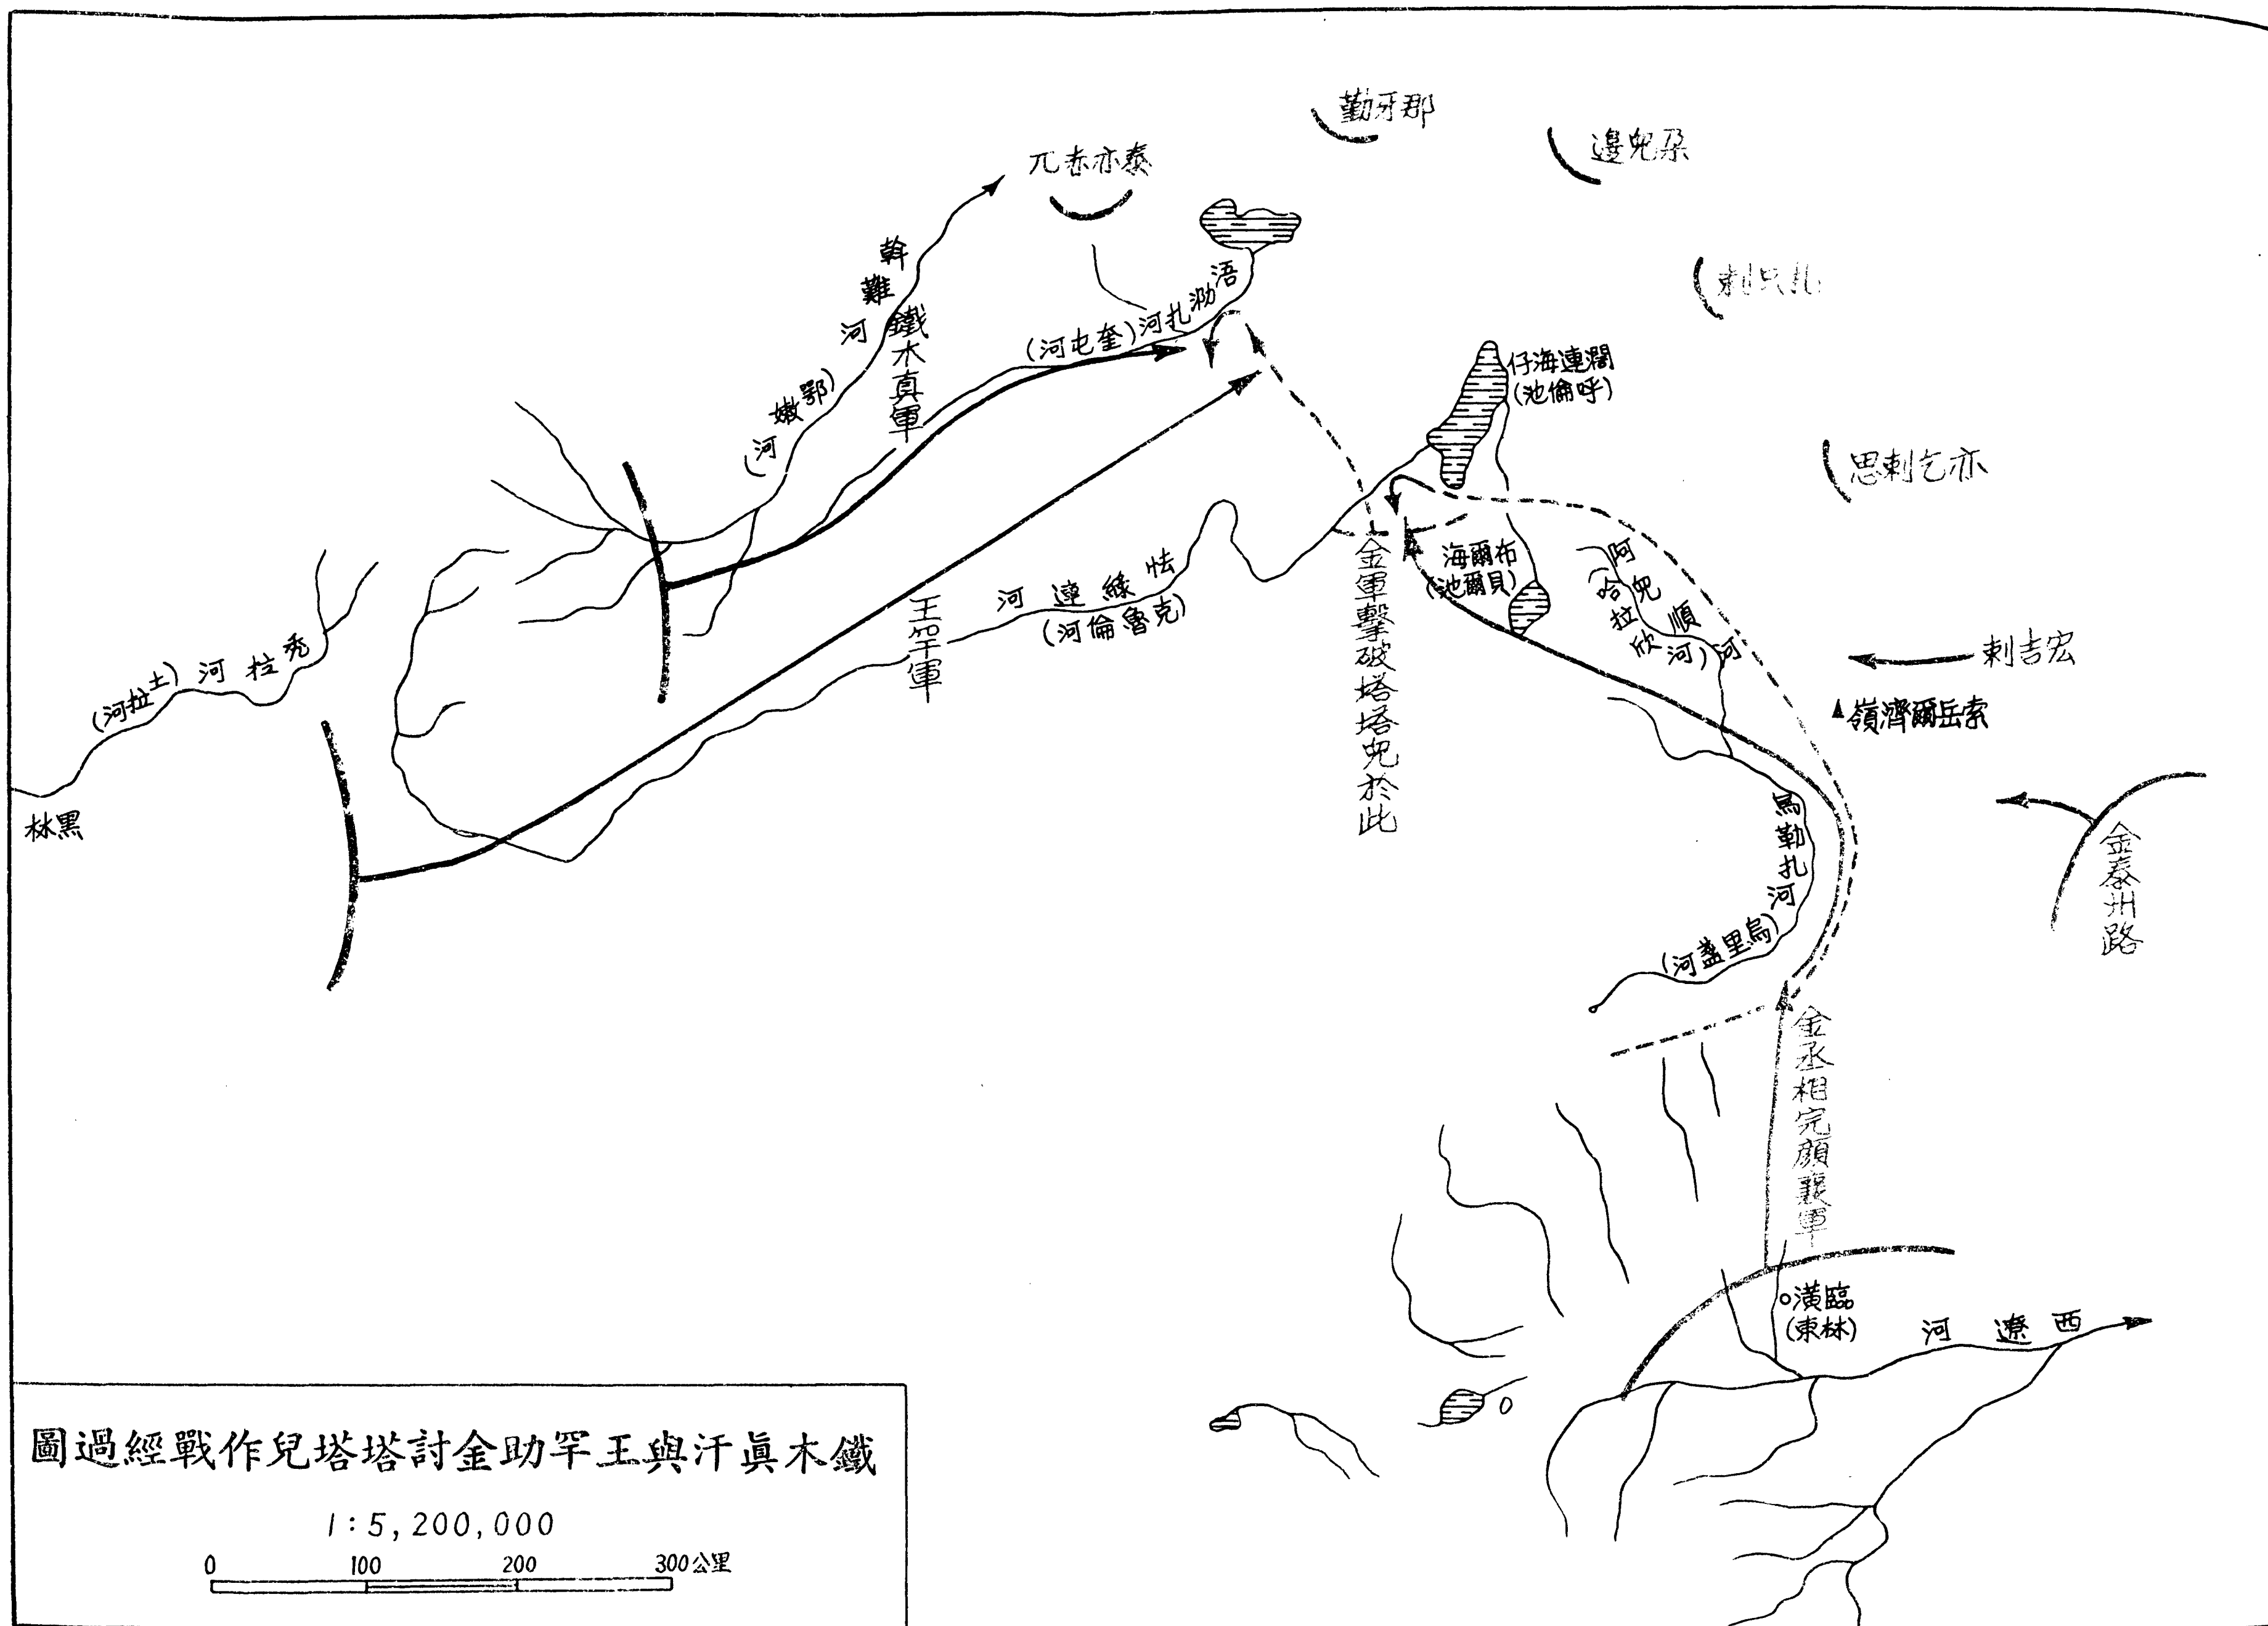 那牙勤
朶兒邊
泰亦赤兀
扎只剌
斡難河
(鄂嫩河)
鐵木真軍
浯泐扎河(奎屯河)
闊連海仔
(呼倫池)
亦乞剌思
布爾海
(貝爾池)
阿兒順河
(哈拉欣河)
宏吉剌
索岳爾濟嶺
怯綠連河
(克魯倫河)
王罕軍
金軍擊破塔塔兒於此
禿拉河(土拉河)
黑林
烏勒扎河
(烏里盞河)
金泰州路
金丞相完顏襄軍
臨潢
(林東)
西遼河
鐵木眞汗與王罕助金討塔塔兒作戰經過圖
1:5,200,000
0 100 200 300公里